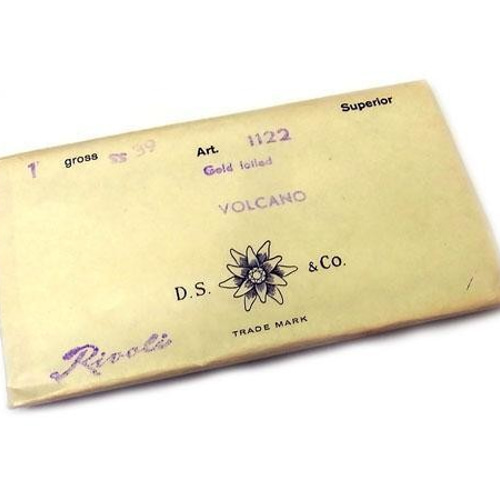 Superior
1 gross ss 39 Art. 1122
Gold foiled
VOLCANO
D.S. & Co.
TRADE MARK
Rivoli